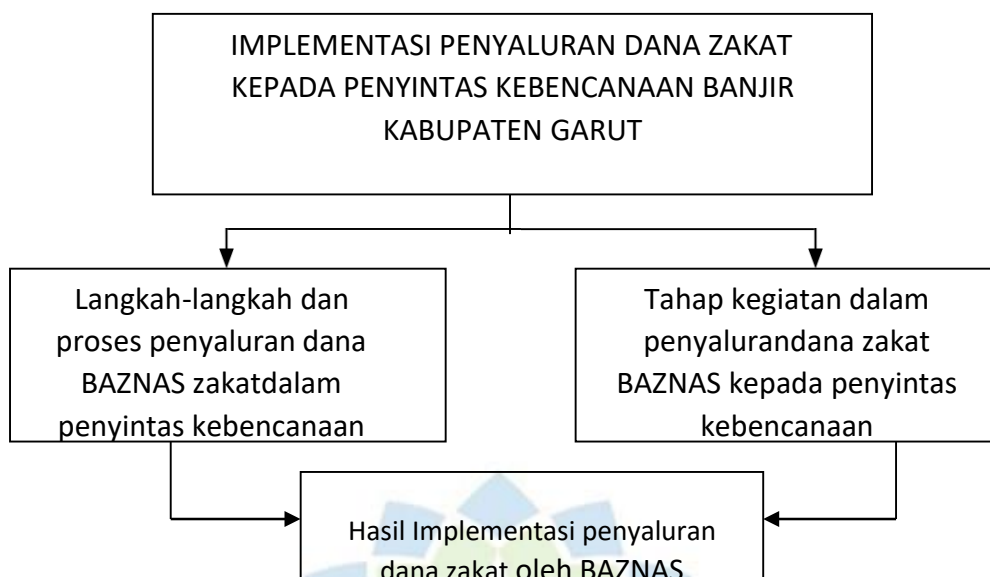 IMPLEMENTASI PENYALURAN DANA ZAKAT
KEPADA PENYINTAS KEBENCANAAN BANJIR
KABUPATEN GARUT
Langkah-langkah dan
proses penyaluran dana
BAZNAS zakatdalam
penyintas kebencanaan
Tahap kegiatan dalam
penyalurandana zakat
BAZNAS kepada penyintas
kebencanaan
Hasil Implementasi penyaluran
dana zakat oleh BAZNAS